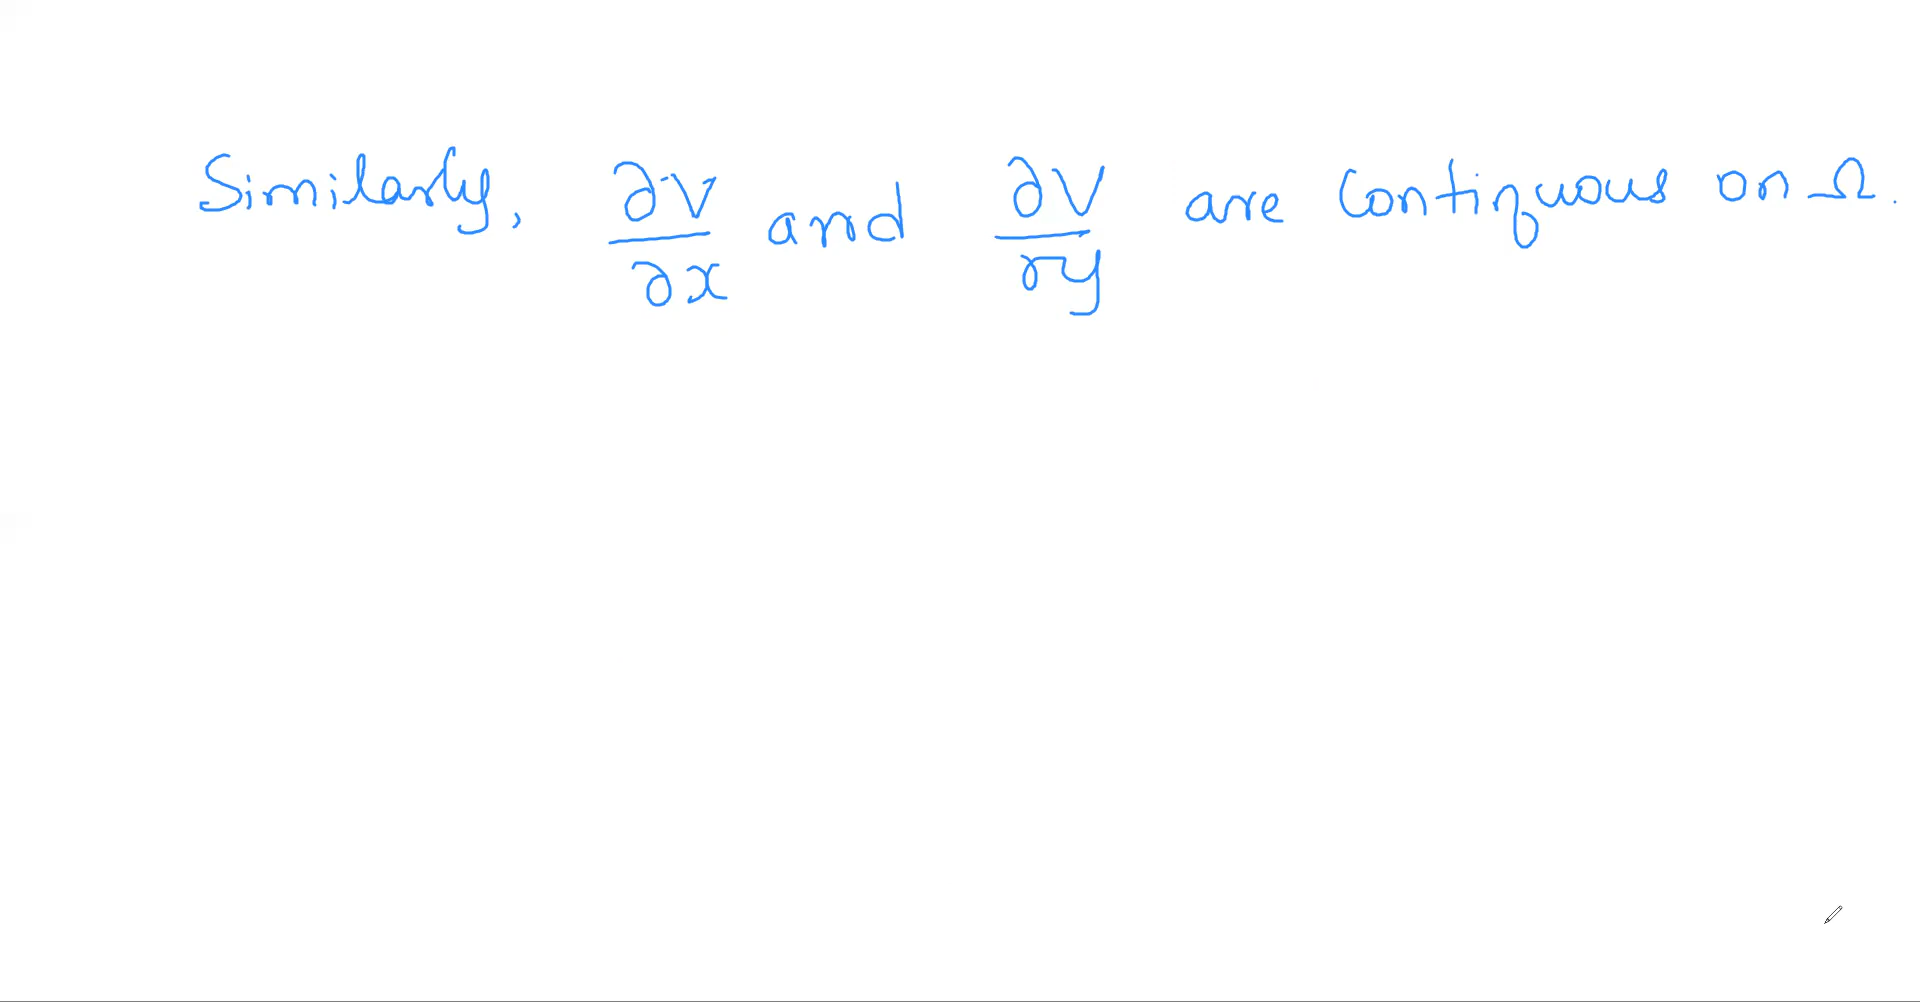 Similarly, ∂V/∂x and ∂V/∂y are continuous on Ω.